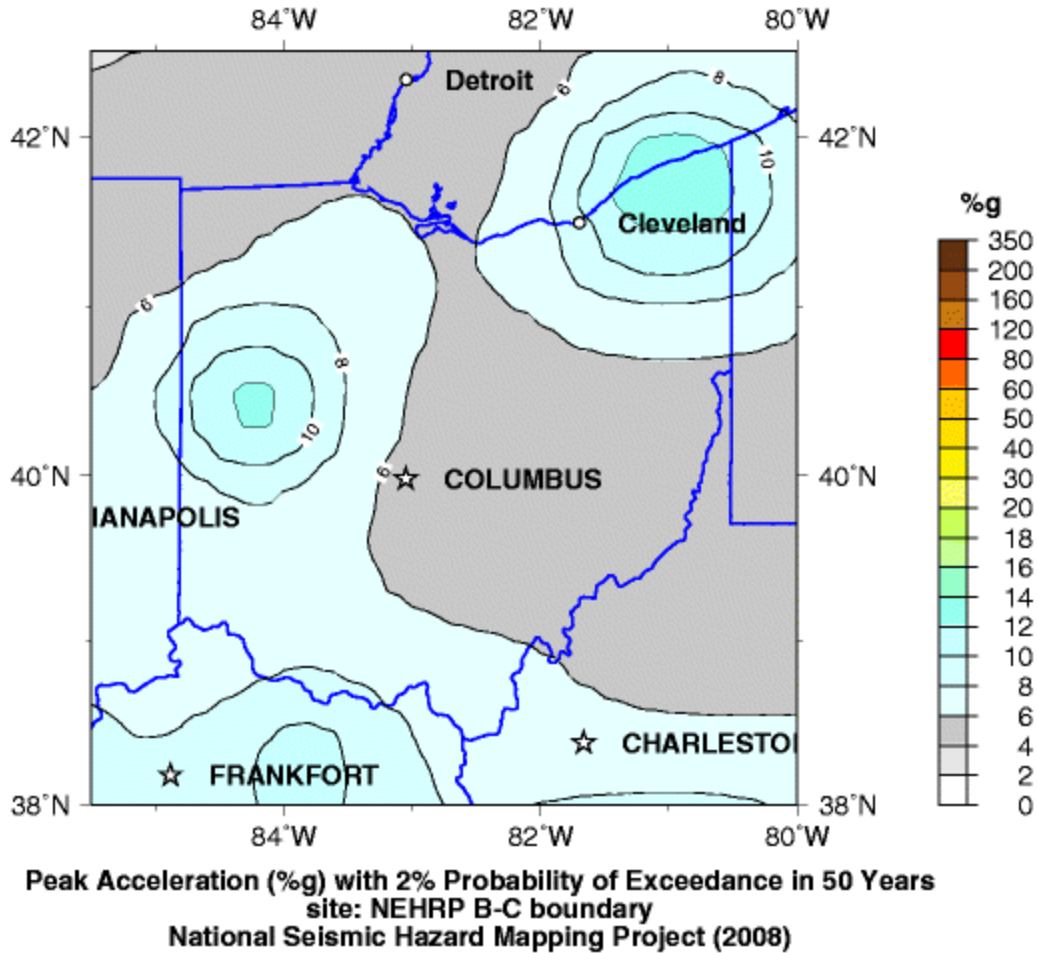 84°W 82°W 80°W
6 Detroit 8
42°N 10 42°N
Cleveland
%g
350
200
160
120
80
60
50
40
30
20
18
16
14
12
10
8
6
4
2
0
6
8
10
40°N 6 COLUMBUS 40°N
IANAPOLIS
CHARLESTO
FRANKFORT
38°N 38°N
84°W 82°W 80°W
Peak Acceleration (%g) with 2% Probability of Exceedance in 50 Years
site: NEHRP B-C boundary
National Seismic Hazard Mapping Project (2008)